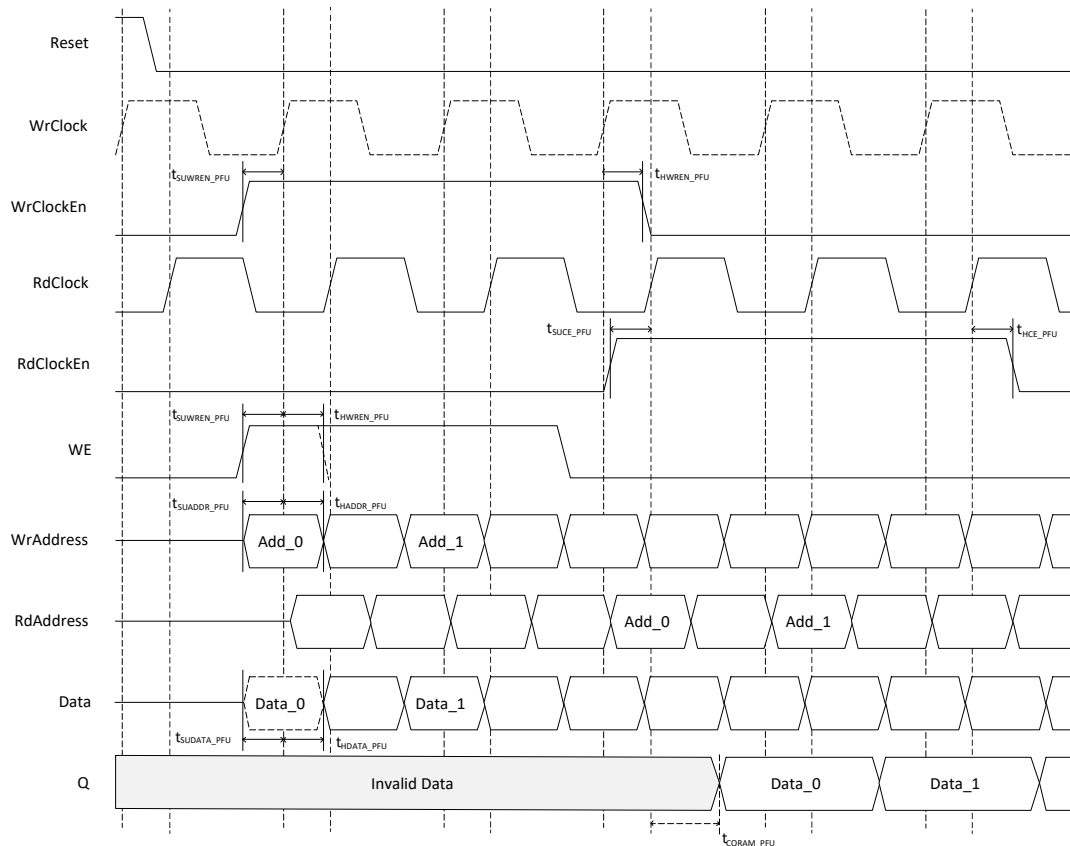 Reset
WrClock
tSUWREN_PFU
tHWREN_PFU
WrClockEn
RdClock
tSUCE_PFU
tHCE_PFU
RdClockEn
tSUWREN_PFU
tHWREN_PFU
WE
tSUADDR_PFU
tHADDR_PFU
WrAddress
Add_0
Add_1
RdAddress
Add_0
Add_1
Data
Data_0
Data_1
tSUDATA_PFU
tHDATA_PFU
Q
Invalid Data
Data_0
Data_1
tCORAM_PFU